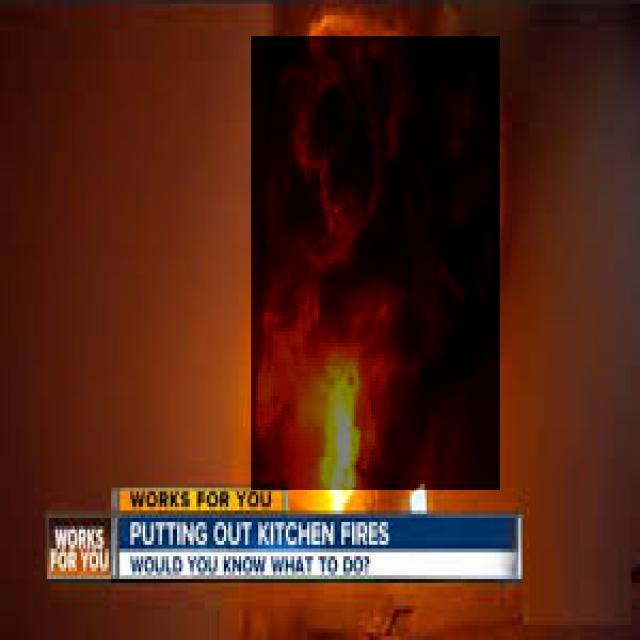 WORKS FOR YOU
PUTTING OUT KITCHEN FIRES
WORKS
FOR YOU
WOULD YOU KNOW WHAT TO DO?